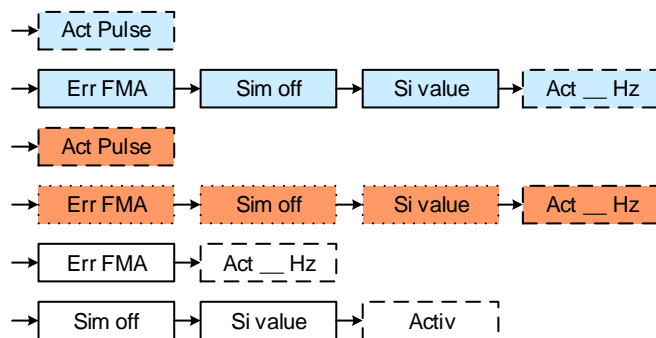 Act Pulse
Err FMA Sim off Si value Act __ Hz
Act Pulse
Err FMA Sim off Si value Act __ Hz
Err FMA Act __ Hz
Sim off Si value Activ